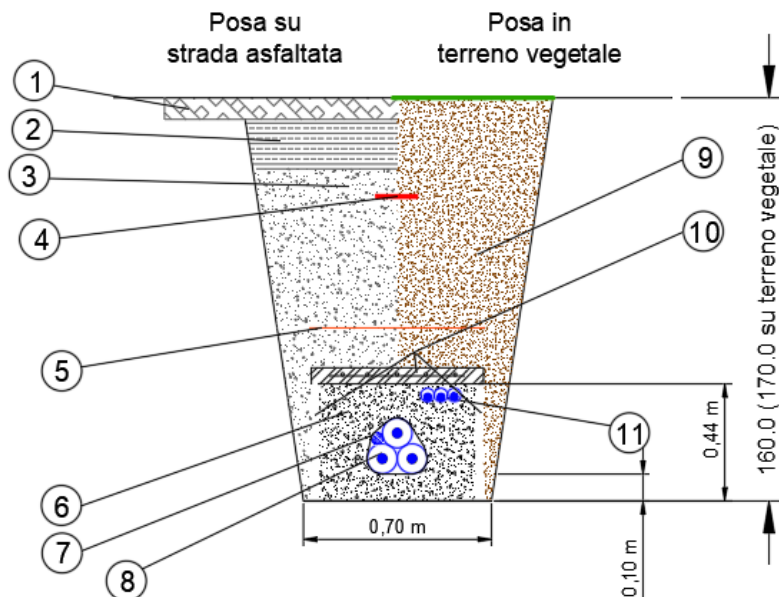 Posa su
strada asfaltata
Posa in
terreno vegetale
1
2
3
4
5
6
7
8
9
10
11
0,70 m
0,10 m
0,44 m
160.0 (170.0 su terreno vegetale)